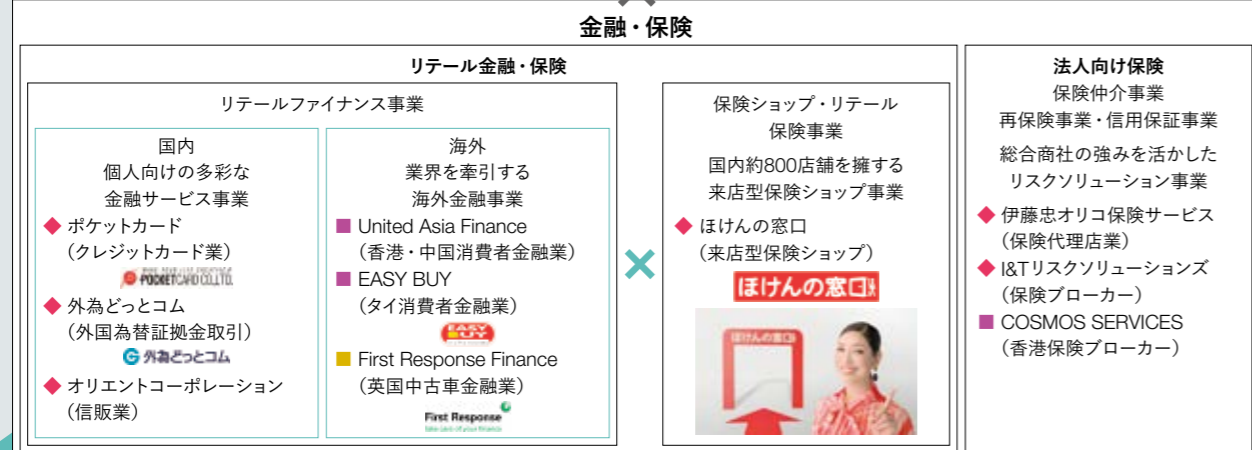 金融・保険
リテール金融・保険
リテールファイナンス事業
国内
個人向けの多彩な
金融サービス事業
◆ ポケットカード
(クレジットカード業)
POCKETCARD CO.,LTD.
◆ 外為どっとコム
(外国為替証拠金取引)
外為どっとコム
◆ オリエントコーポレーション
(信販業)
海外
業界を牽引する
海外金融事業
■ United Asia Finance
(香港・中国消費者金融業)
■ EASY BUY
(タイ消費者金融業)
EASY
BUY
■ First Response Finance
(英国中古車金融業)
First Response
take care of your finance
×
保険ショップ・リテール
保険事業
国内約800店舗を擁する
来店型保険ショップ事業
◆ ほけんの窓口
(来店型保険ショップ)
ほけんの窓口
ほけんの窓口
法人向け保険
保険仲介事業
再保険事業・信用保証事業
総合商社の強みを活かした
リスクソリューション事業
◆ 伊藤忠オリコ保険サービス
(保険代理店業)
◆ I&Tリスクソリューションズ
(保険ブローカー)
■ COSMOS SERVICES
(香港保険ブローカー)